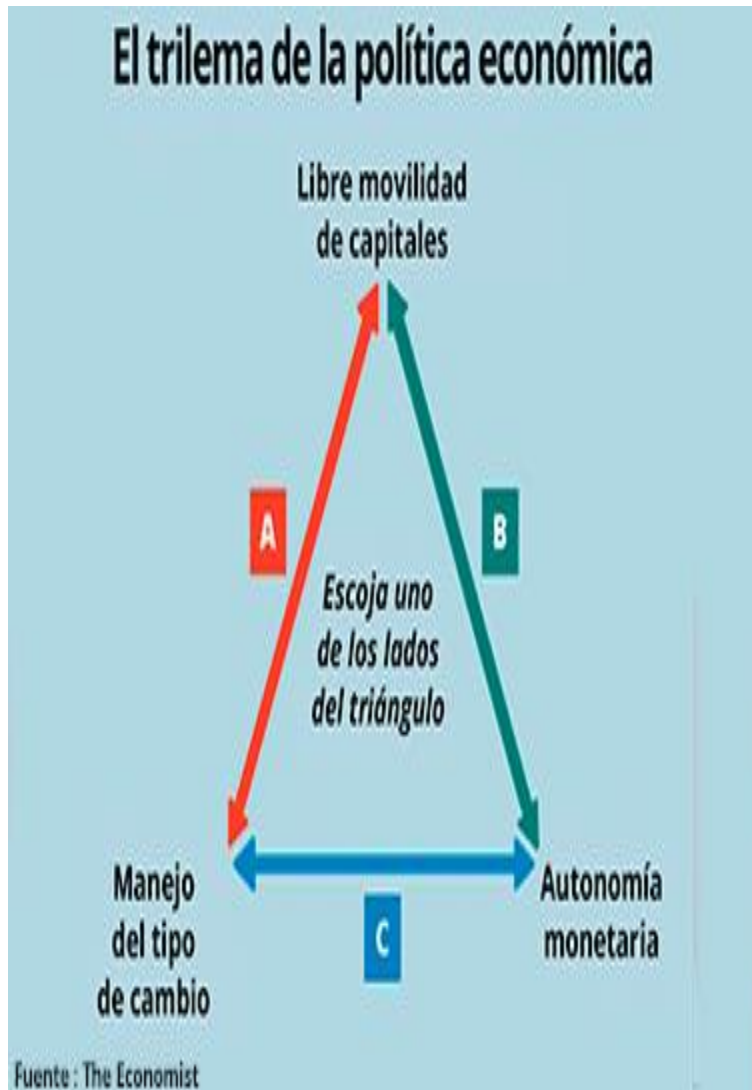 El trilema de la política económica
Libre movilidad
de capitales
A
B
Escoja uno
de los lados
del triángulo
Manejo
del tipo
de cambio
C
Autonomía
monetaria
Fuente : The Economist